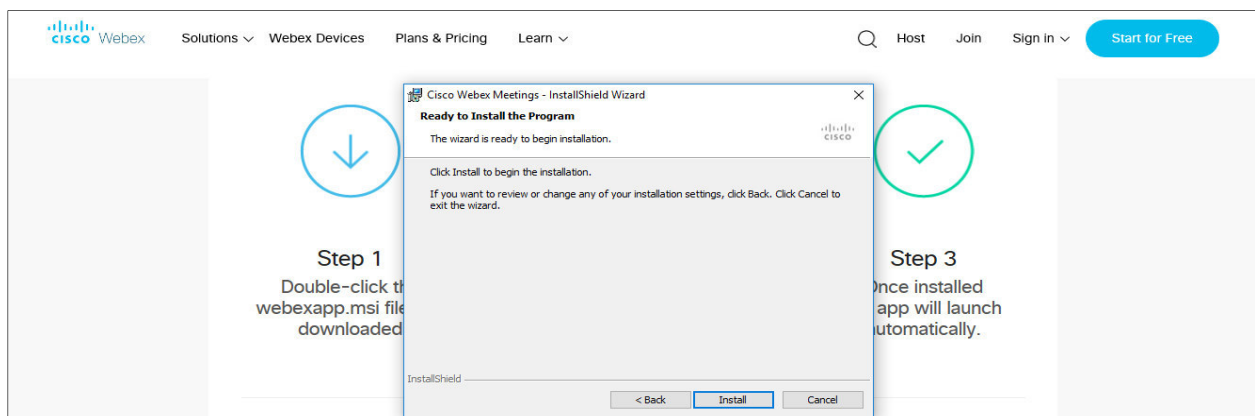 cisco Webex Solutions Webex Devices Plans & Pricing Learn Host Join Sign in Start for Free
Cisco Webex Meetings - InstallShield Wizard
Ready to Install the Program
The wizard is ready to begin installation.
CISCO
Click Install to begin the installation.
If you want to review or change any of your installation settings, click Back. Click Cancel to
exit the wizard.
InstallShield
< Back Install Cancel
Step 1
Double-click
webexapp.msi
downloaded
Step 3
Once installed
app will launch
automatically.